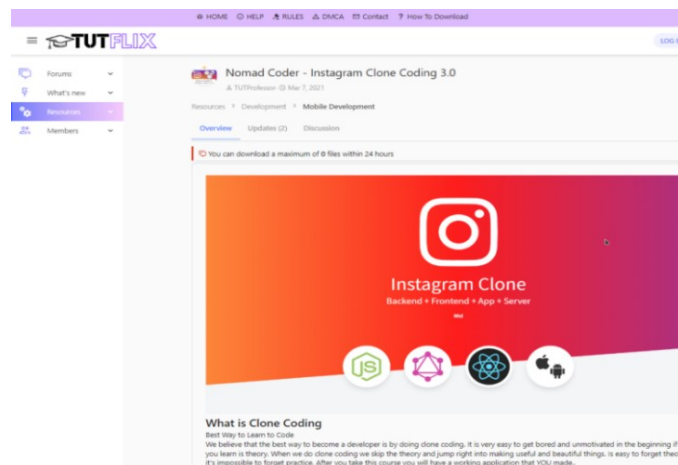 HOME HELP RULES DMCA Contact ? How To Download
TUTFLIX
LOG
Forums
What's new
Resources
Members
Nomad Coder - Instagram Clone Coding 3.0
TUTProfessor Mar 7, 2021
Resources Development Mobile Development
Overview Updates (2) Discussion
You can download a maximum of 0 files within 24 hours
Instagram Clone
Backend + Frontend + App + Server
JS
What is Clone Coding
Best Way to Learn to Code
We believe that the best way to become a developer is by doing clone coding. It is very easy to get bored and unmotivated in the beginning if
you learn is theory. When we do clone coding we skip the theory and jump right into making useful and beautiful things. Is easy to forget
it's impossible to forget practice. After you take this course you will have a working application that YOU made..